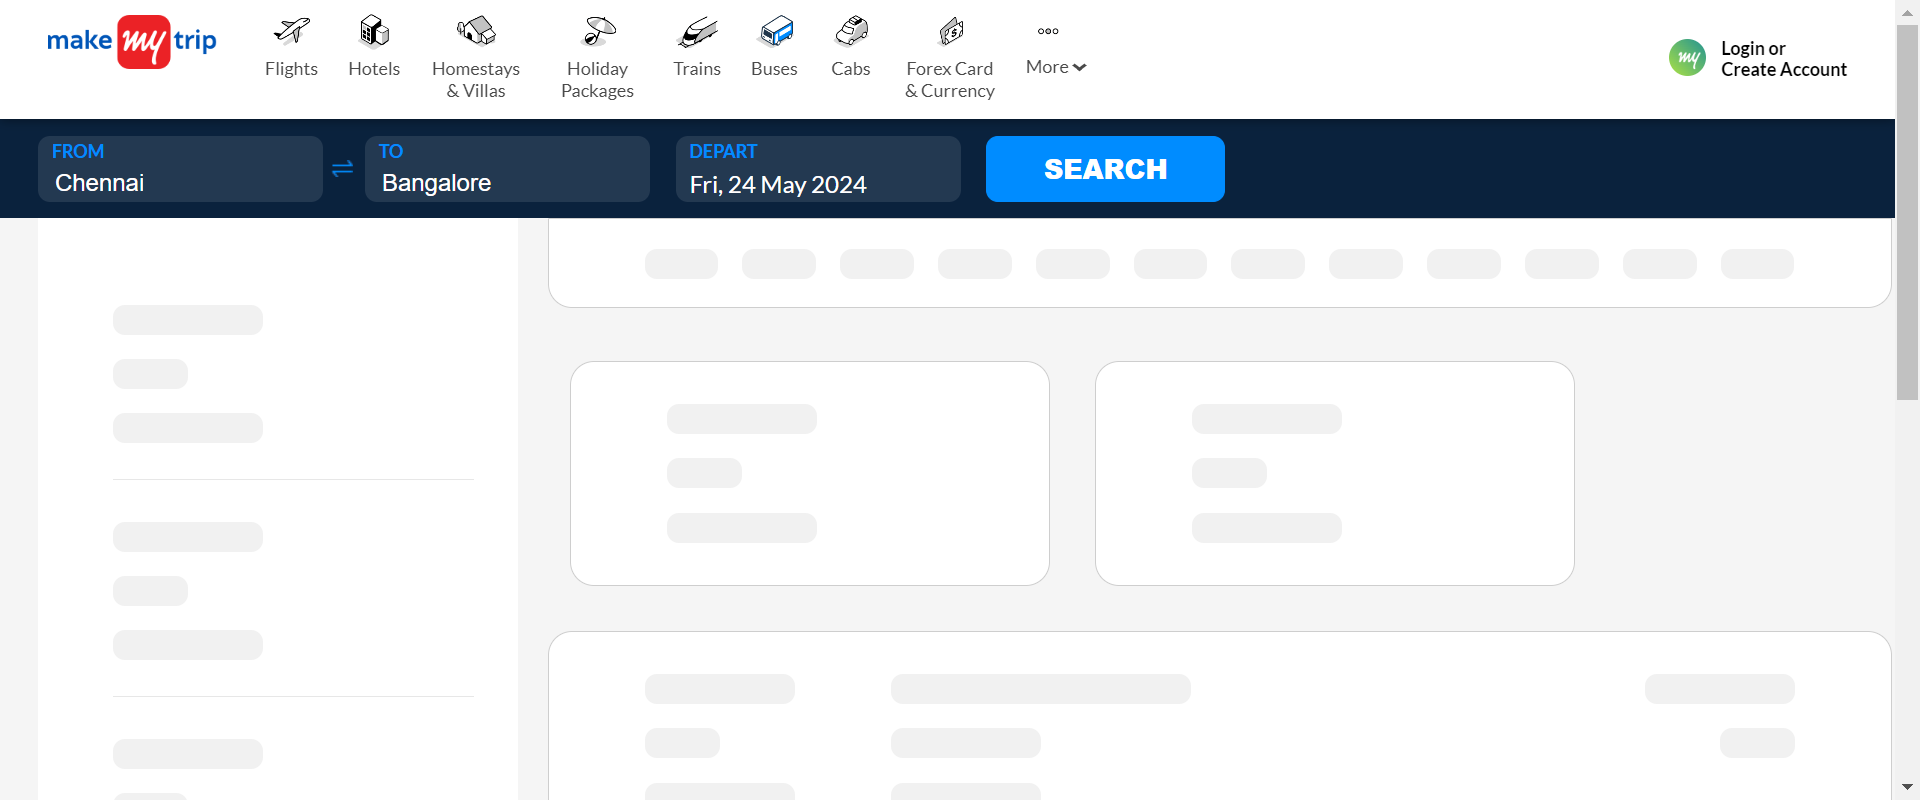 make my trip
Flights
Hotels
Homestays
& Villas
Holiday
Packages
Trains
Buses
Cabs
Forex Card
& Currency
More
my
Login or
Create Account
FROM
Chennai
TO
Bangalore
DEPART
Fri, 24 May 2024
SEARCH